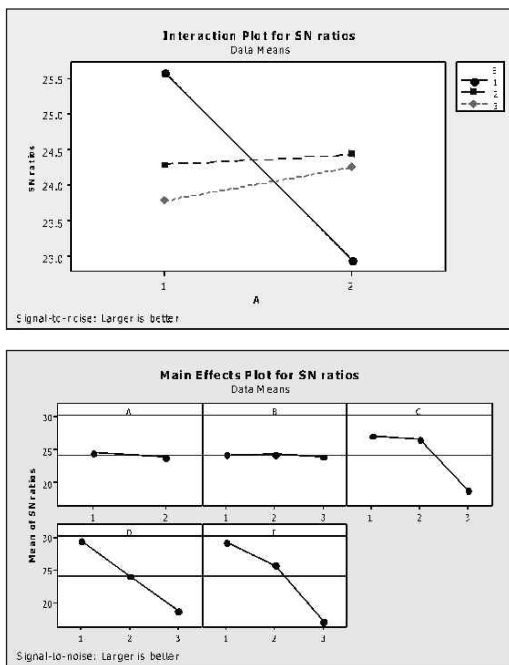 Interaction Plot for SN ratios
Data Means
25.5
25.0
24.5
24.0
23.5
23.0
SN ratios
1 2
A
B
1
2
3
Signal-to-noise: Larger is better
Main Effects Plot for SN ratios
Data Means
Mean of SN ratios
A B C
30
25
20
1 2 1 2 3 1 2 3
D
30
25
20
1 2 3 1 2 3
Signal-to-noise: Larger is better